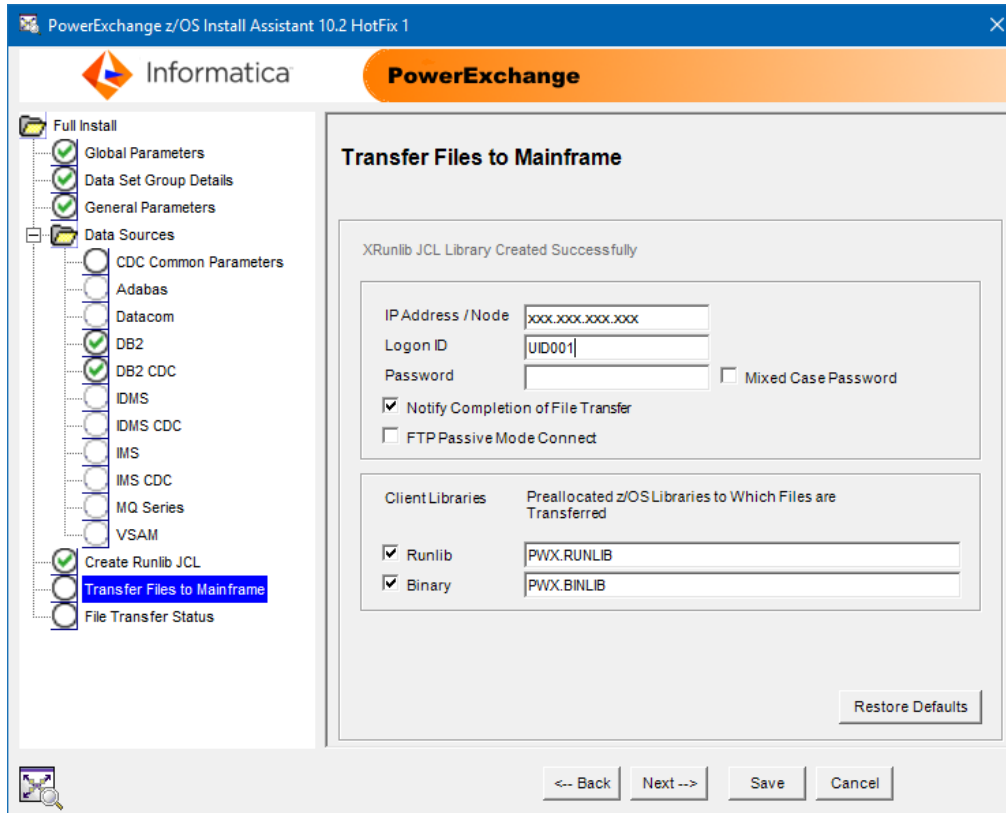 PowerExchange z/OS Install Assistant 10.2 HotFix 1
Informatica
PowerExchange
Full Install
Global Parameters
Data Set Group Details
General Parameters
Data Sources
CDC Common Parameters
Adabas
Datacom
DB2
DB2 CDC
IDMS
IDMS CDC
IMS
IMS CDC
MQ Series
VSAM
Create Runlib JCL
Transfer Files to Mainframe
File Transfer Status
Transfer Files to Mainframe
XRunlib JCL Library Created Successfully
IP Address / Node xxx.xxx.xxx.xxx
Logon ID UID001
Password Mixed Case Password
Notify Completion of File Transfer
FTP Passive Mode Connect
Client Libraries Preallocated z/OS Libraries to Which Files are
Transferred
Runlib PWX.RUNLIB
Binary PWX.BINLIB
Restore Defaults
<-- Back Next --> Save Cancel